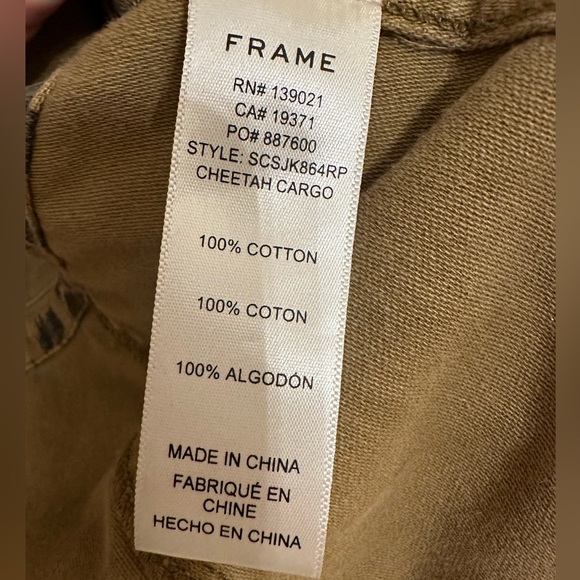 FRAME
RN# 139021
CA# 19371
PO# 887600
STYLE: SCSJK864RP
CHEETAH CARGO
100% COTTON
100% COTON
100% ALGODÓN
MADE IN CHINA
FABRIQUÉ EN
CHINE
HECHO EN CHINA